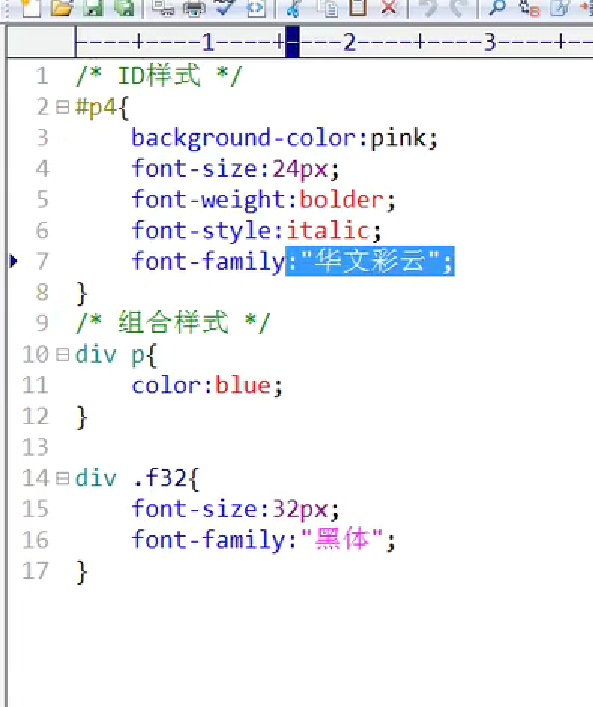 ----+----1----+----2----+----3----+--
1 /* ID样式 */
2 #p4{
3     background-color:pink;
4     font-size:24px;
5     font-weight:bolder;
6     font-style:italic;
7     font-family:"华文彩云";
8 }
9 /* 组合样式 */
10 div p{
11     color:blue;
12 }
13
14 div .f32{
15     font-size:32px;
16     font-family:"黑体";
17 }